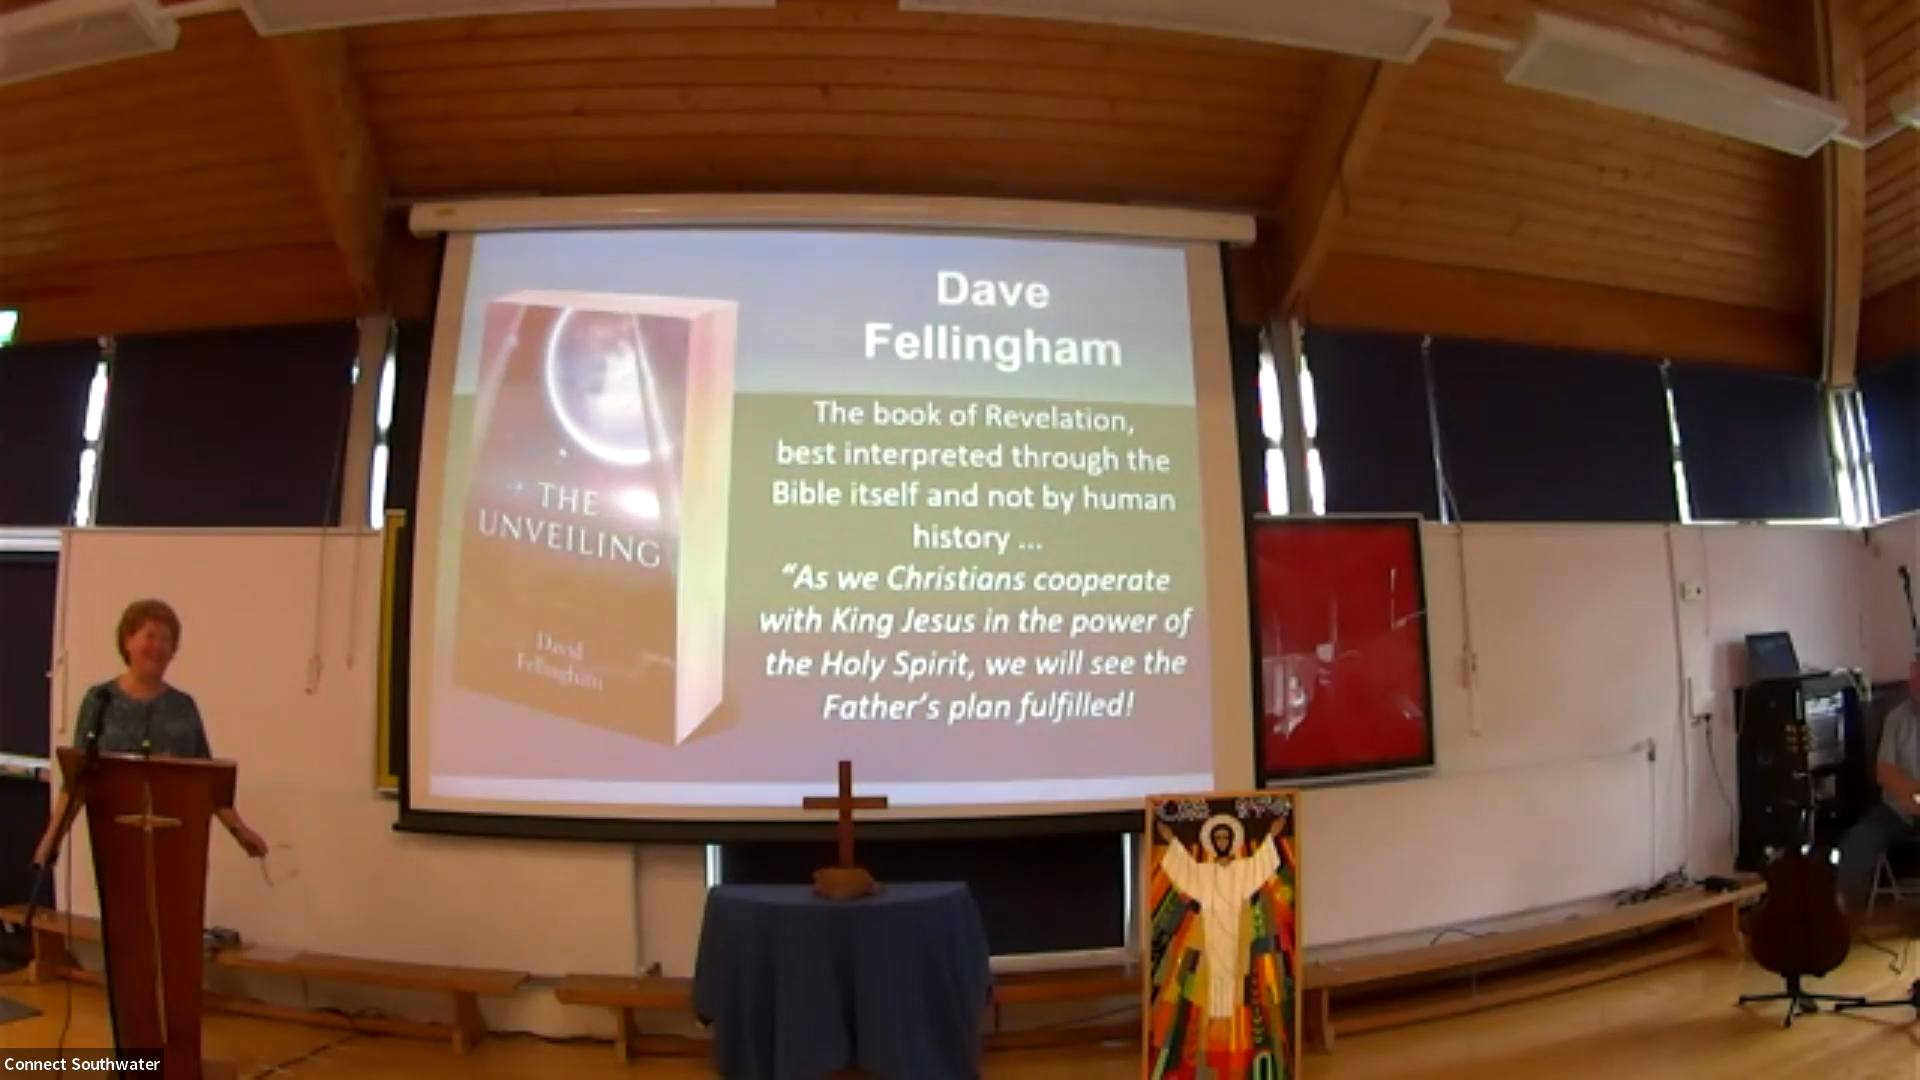 Dave
Fellingham
The book of Revelation,
best interpreted through the
Bible itself and not by human
history ...
“As we Christians cooperate
with King Jesus in the power of
the Holy Spirit, we will see the
Father’s plan fulfilled!
THE
UNVEILING
David
Fellingham
Connect Southwater